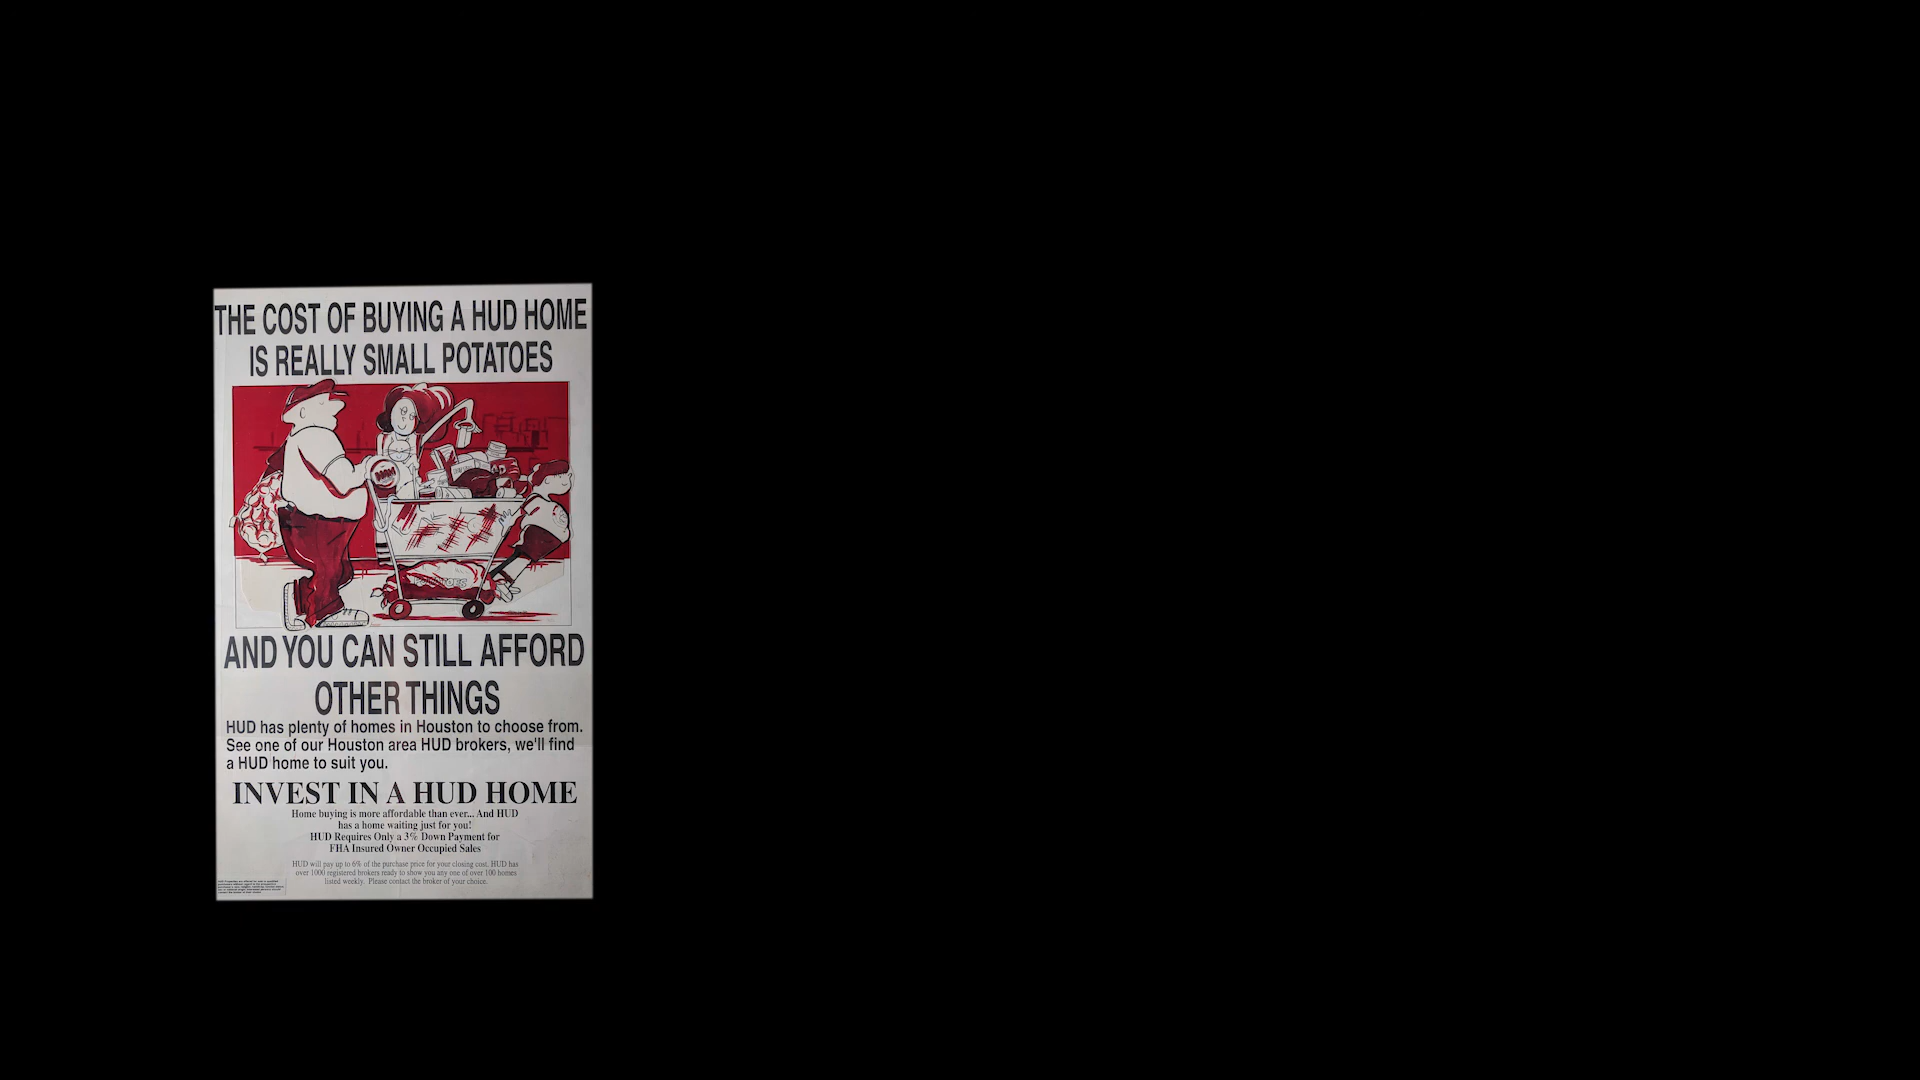 THE COST OF BUYING A HUD HOME
IS REALLY SMALL POTATOES
AND YOU CAN STILL AFFORD
OTHER THINGS
HUD has plenty of homes in Houston to choose from.
See one of our Houston area HUD brokers, we'll find
a HUD home to suit you.
INVEST IN A HUD HOME
Home buying is more affordable than ever... And HUD
has a home waiting just for you!
HUD Requires Only a 3% Down Payment for
FHA Insured Owner Occupied Sales
HUD will pay up to 6% of the purchase price for your closing cost. HUD has
over 1000 registered brokers ready to show you any one of over 100 homes
listed weekly. Please contact the broker of your choice.